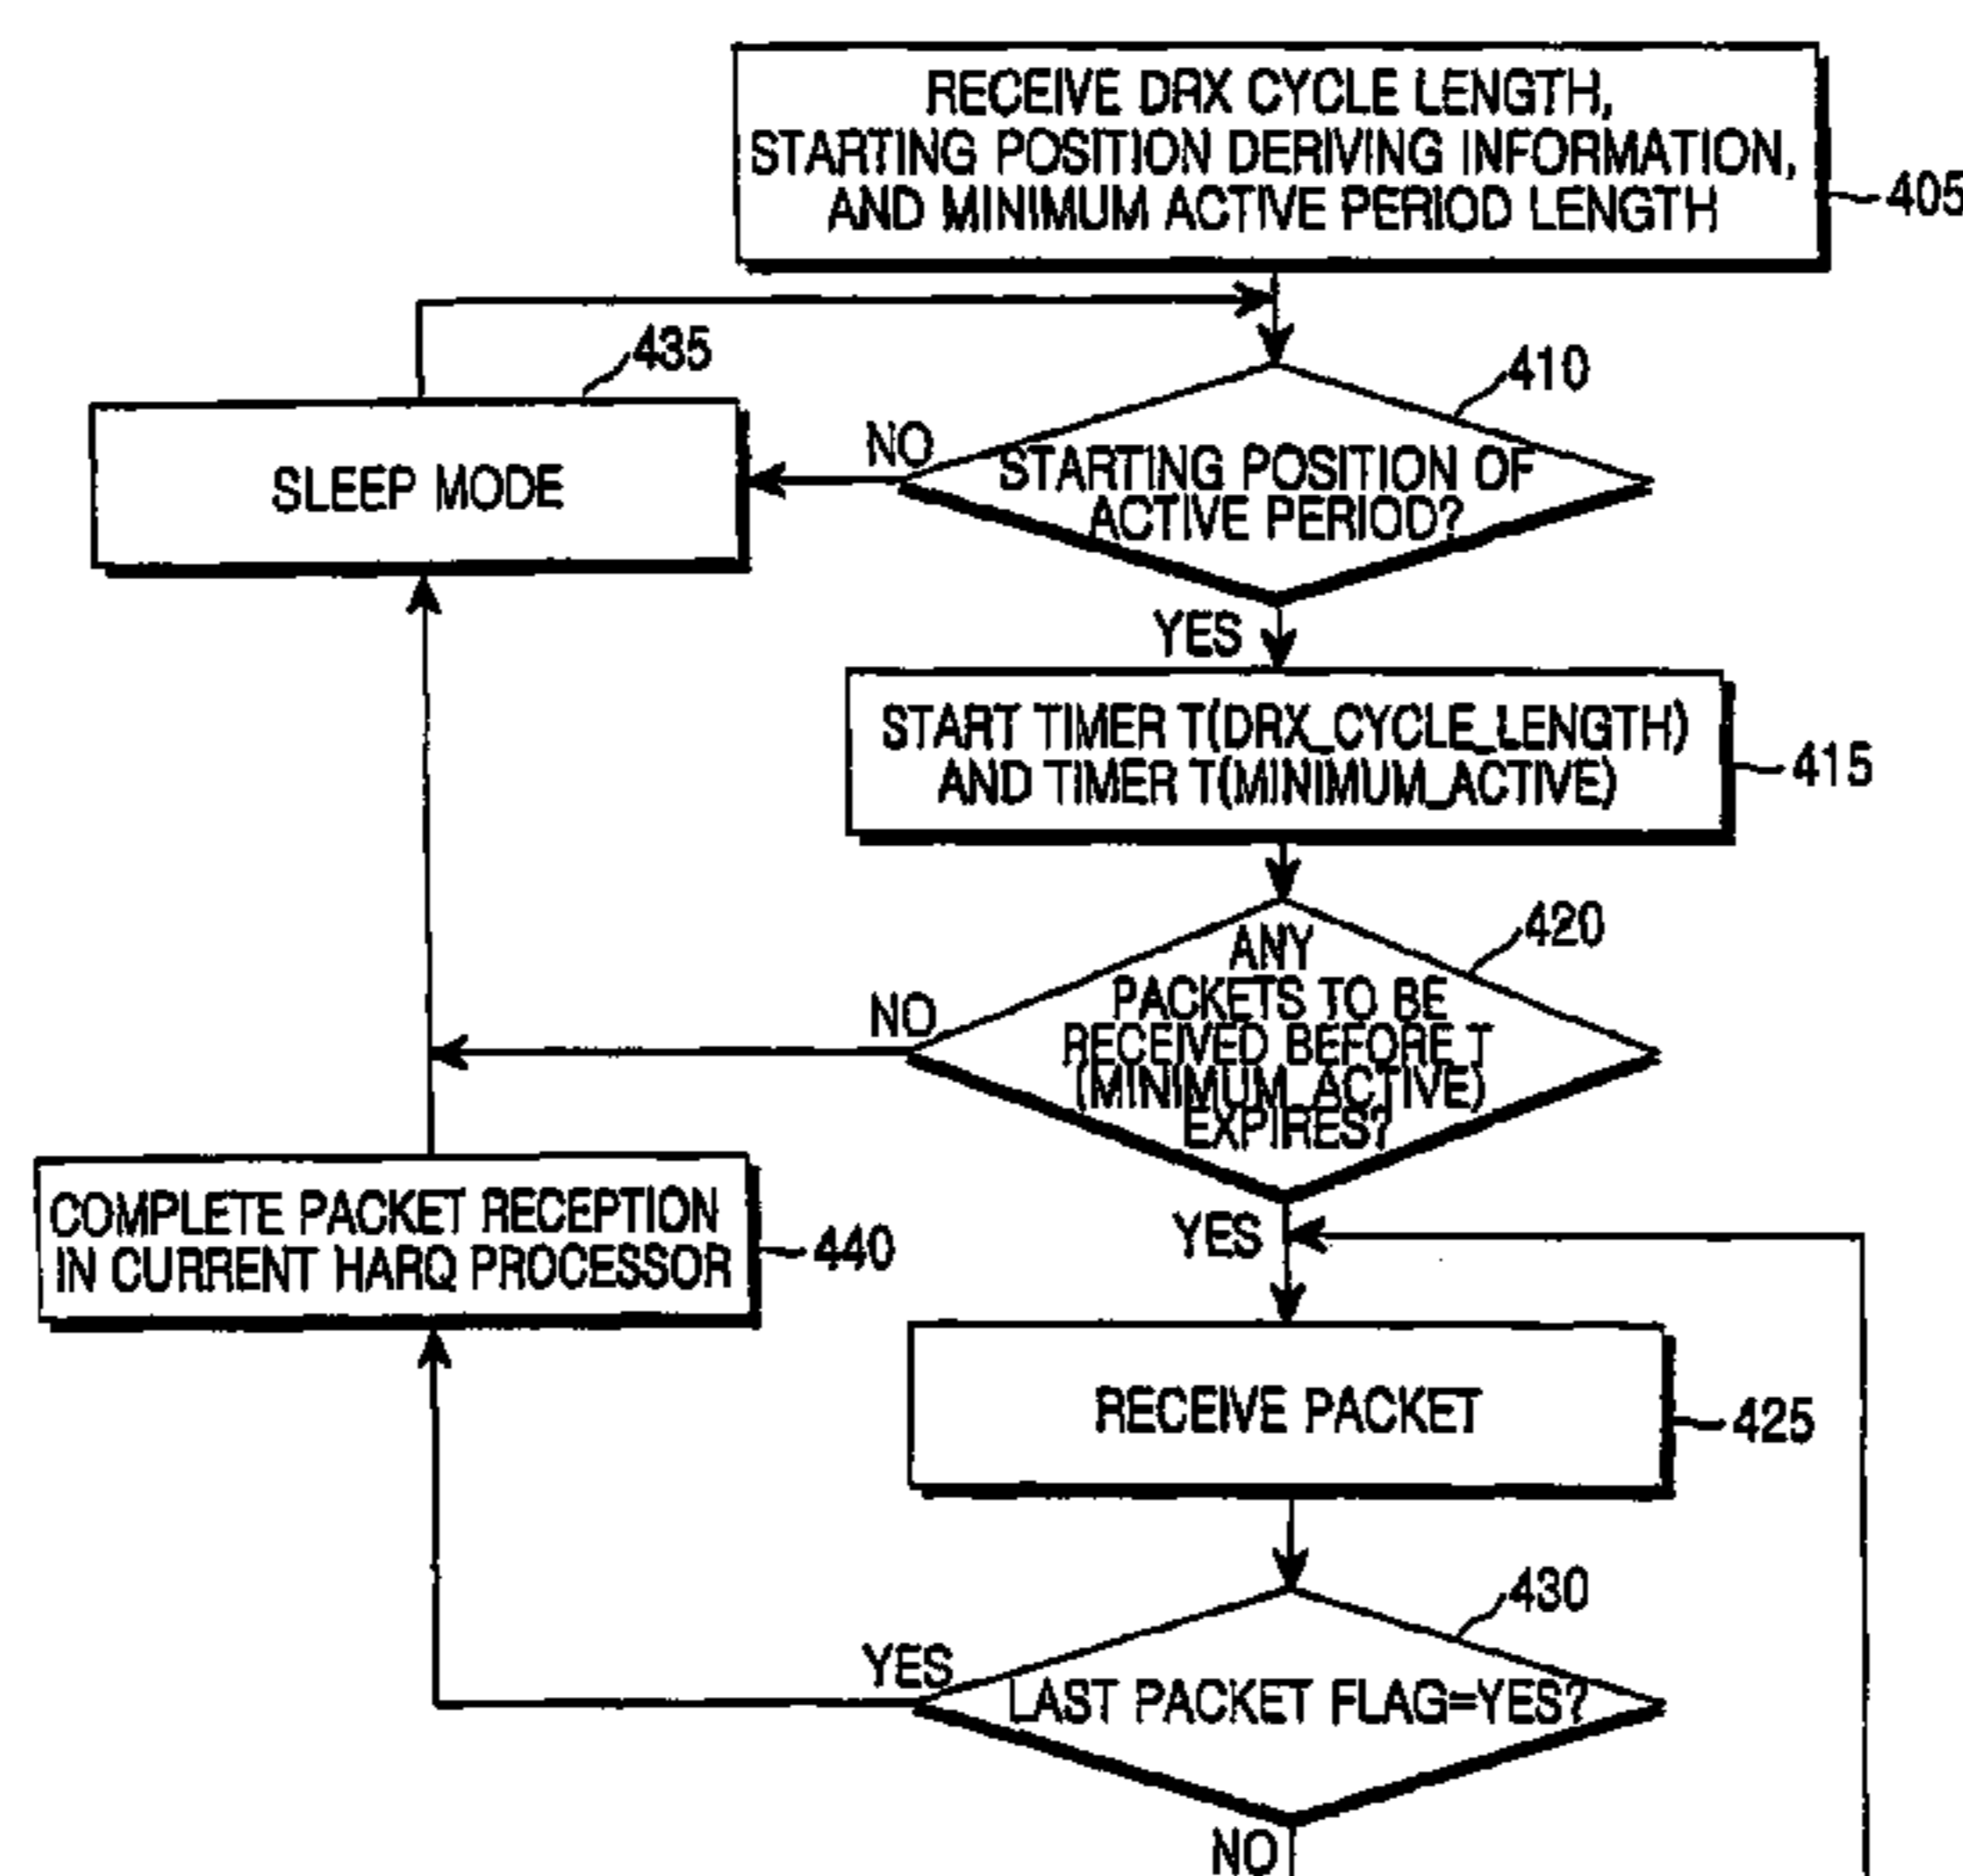 RECEIVE DRX CYCLE LENGTH,
STARTING POSITION DERIVING INFORMATION,
AND MINIMUM ACTIVE PERIOD LENGTH
405
435
410
NO
SLEEP MODE
STARTING POSITION OF
ACTIVE PERIOD?
YES
START TIMER T(DRX_CYCLE_LENGTH)
AND TIMER T(MINIMUM_ACTIVE)
415
420
NO
ANY
PACKETS TO BE
RECEIVED BEFORE T
(MINIMUM_ACTIVE)
EXPIRES?
COMPLETE PACKET RECEPTION
IN CURRENT HARQ PROCESSOR
440
YES
RECEIVE PACKET
425
430
YES
LAST PACKET FLAG=YES?
NO